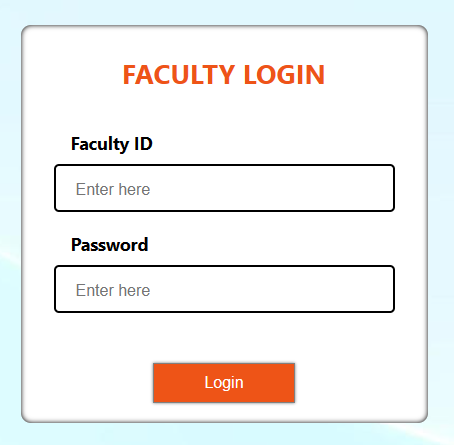 FACULTY LOGIN
Faculty ID
Enter here
Password
Enter here
Login